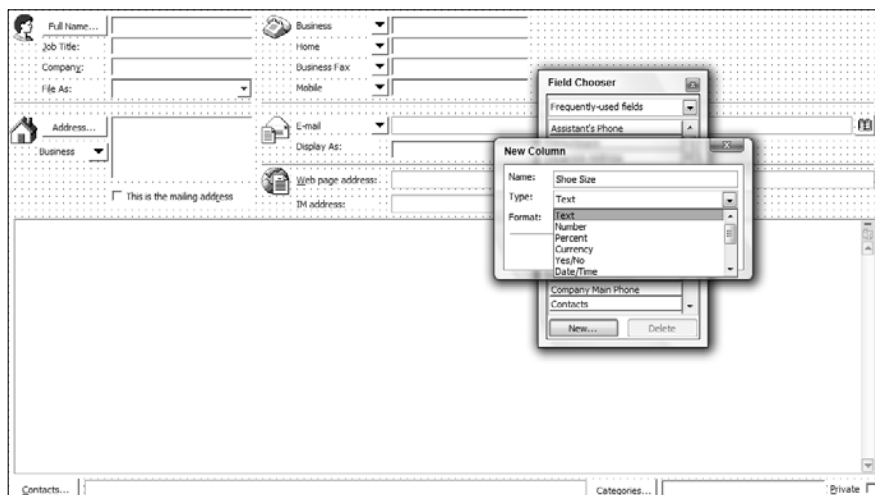 Full Name...
Job Title:
Company:
File As:
Business
Home
Business Fax
Mobile
Address...
Business
This is the mailing address
E-mail
Display As:
Web page address:
IM address:
Field Chooser
Frequently-used fields
Assistant's Phone
New Column
Name: Shoe Size
Type: Text
Format:
Text
Number
Percent
Currency
Yes/No
Date/Time
Company Main Phone
Contacts
New... Delete
Contacts... Categories... Private